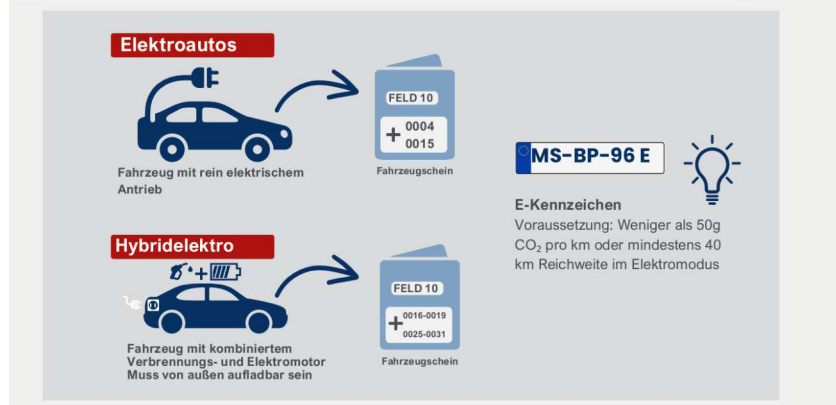 Elektroautos
FELD 10
+ 0004
0015
Fahrzeugschein
Fahrzeug mit rein elektrischem
Antrieb
MS-BP-96 E
E-Kennzeichen
Voraussetzung: Weniger als 50g
CO₂ pro km oder mindestens 40
km Reichweite im Elektromodus
Hybridelektro
+
FELD 10
+ 0016-0019
0025-0031
Fahrzeugschein
Fahrzeug mit kombiniertem
Verbrennungs- und Elektromotor
Muss von außen aufladbar sein